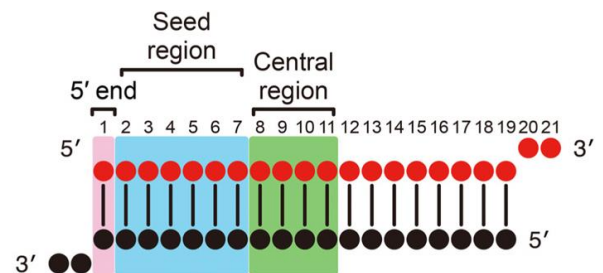 Seed
region
Central
region
5′ end
1 2 3 4 5 6 7 8 9 10 11 12 13 14 15 16 17 18 19 20 21
5′ 3′
5′
3′